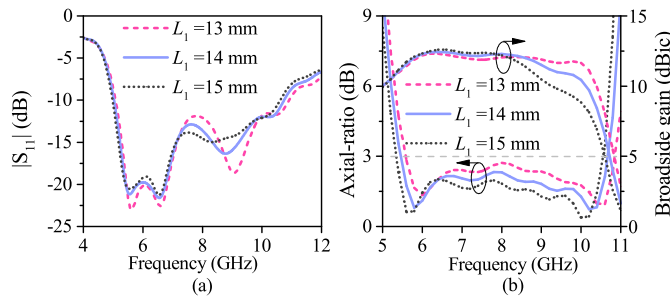 0
-5
-10
-15
-20
-25
|S11|
(dB)
L1 =13 mm
L1 =14 mm
L1 =15 mm
4 6 8 10 12
Frequency (GHz)
(a)
9
6
3
0
Axial-ratio (dB)
L1 =13 mm
L1 =14 mm
L1 =15 mm
15
10
5
0
Broadside gain (dBic)
5 6 7 8 9 10 11
Frequency (GHz)
(b)